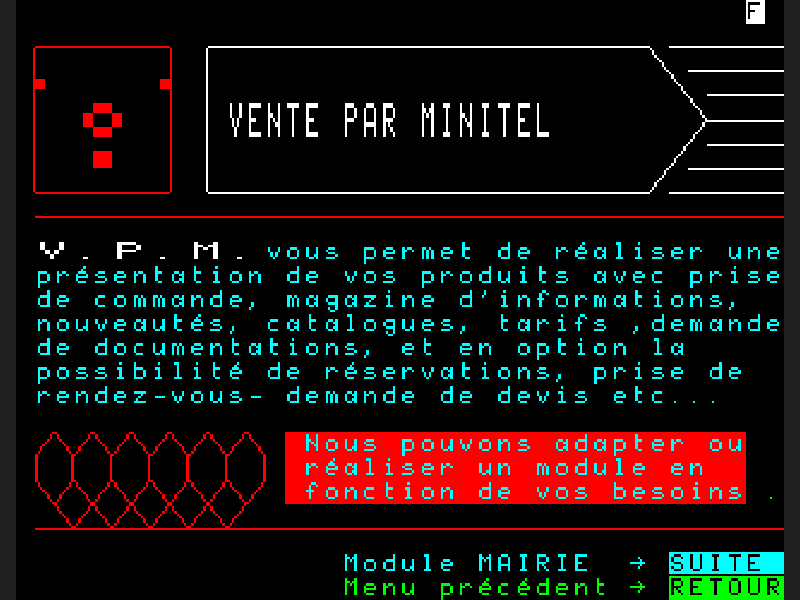 F
?
VENTE PAR MINITEL
V.P.M. vous permet de réaliser une
présentation de vos produits avec prise
de commande, magazine d'informations,
nouveautés, catalogues, tarifs ,demande
de documentations, et en option la
possibilité de réservations, prise de
rendez-vous- demande de devis etc...
Nous pouvons adapter ou
réaliser un module en
fonction de vos besoins .
Module MAIRIE → SUITE
Menu précédent → RETOUR